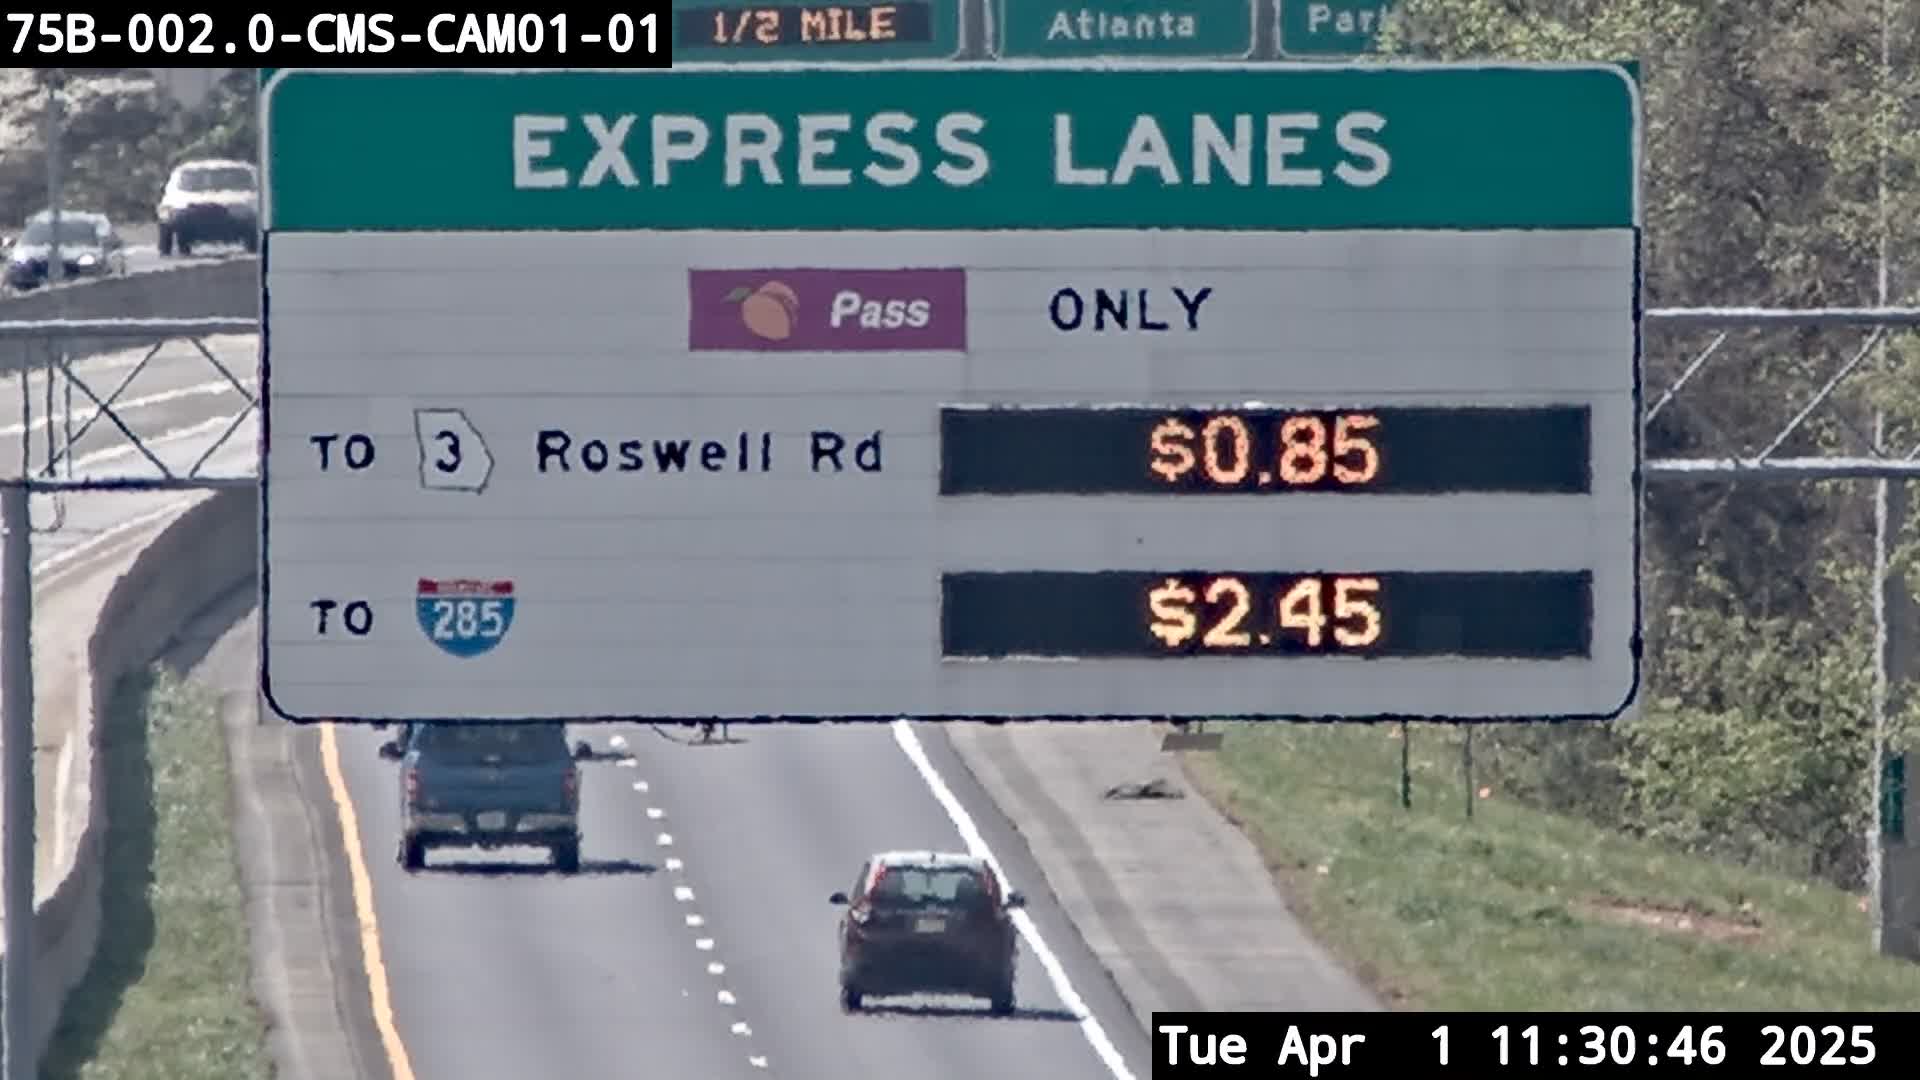 75B-002.0-CMS-CAM01-01
1/2 MILE
Atlanta
EXPRESS LANES
Pass ONLY
TO 3 Roswell Rd $0.85
TO 285 $2.45
Tue Apr 1 11:30:46 2025